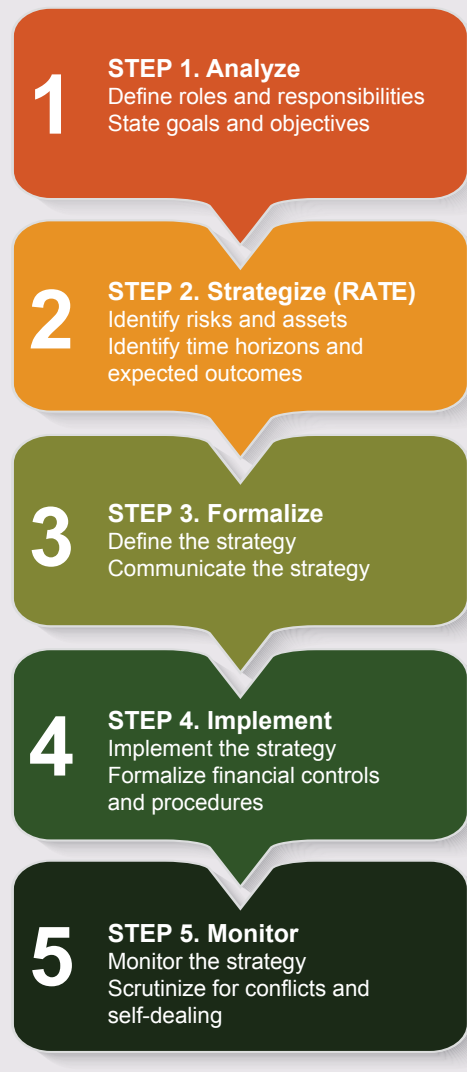 1
STEP 1. Analyze
Define roles and responsibilities
State goals and objectives
2
STEP 2. Strategize (RATE)
Identify risks and assets
Identify time horizons and
expected outcomes
3
STEP 3. Formalize
Define the strategy
Communicate the strategy
4
STEP 4. Implement
Implement the strategy
Formalize financial controls
and procedures
5
STEP 5. Monitor
Monitor the strategy
Scrutinize for conflicts and
self-dealing